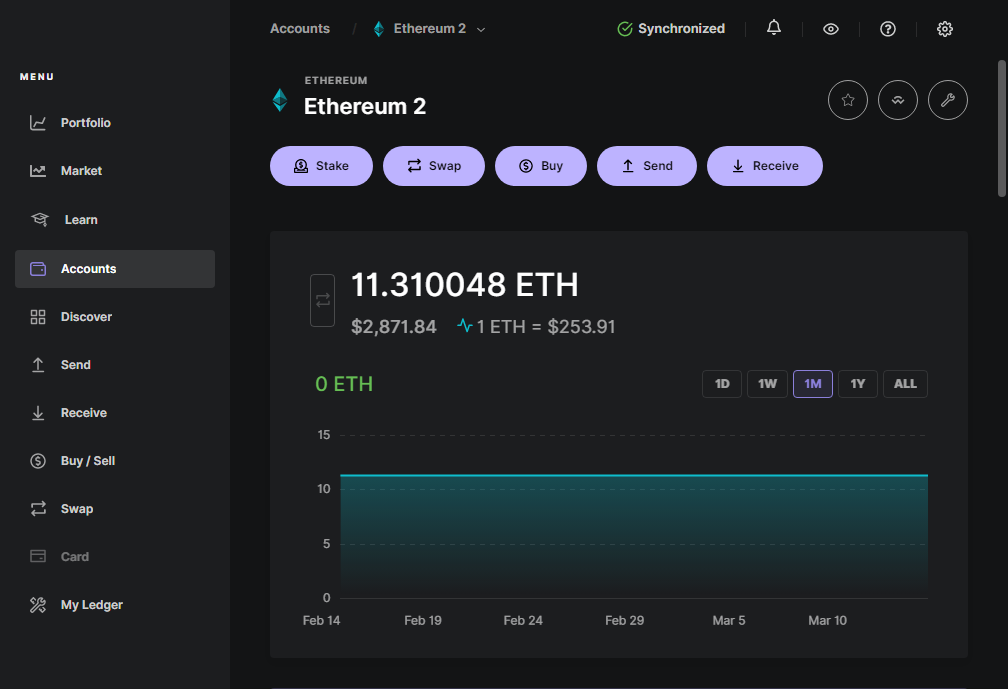 Accounts / Ethereum 2
Synchronized
MENU
Portfolio
Market
Learn
Accounts
Discover
Send
Receive
Buy / Sell
Swap
Card
My Ledger
ETHEREUM
Ethereum 2
Stake
Swap
Buy
Send
Receive
11.310048 ETH
$2,871.84 1 ETH = $253.91
0 ETH
1D 1W 1M 1Y ALL
15
10
5
0
Feb 14 Feb 19 Feb 24 Feb 29 Mar 5 Mar 10